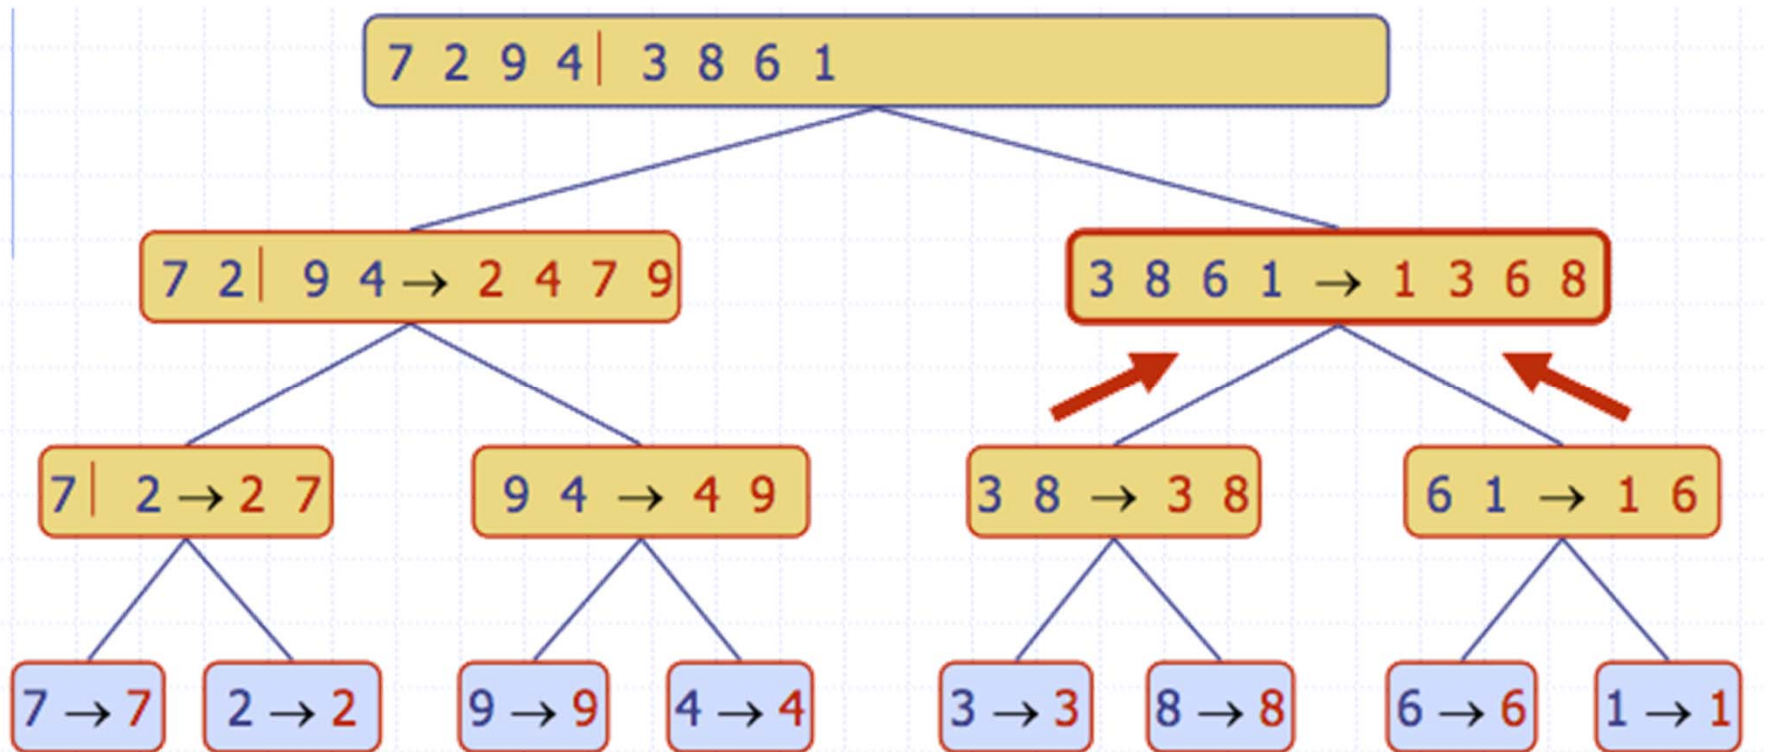 7 2 9 4| 3 8 6 1
7 2| 9 4 → 2 4 7 9
3 8 6 1 → 1 3 6 8
7| 2 → 2 7
9 4 → 4 9
3 8 → 3 8
6 1 → 1 6
7 → 7
2 → 2
9 → 9
4 → 4
3 → 3
8 → 8
6 → 6
1 → 1